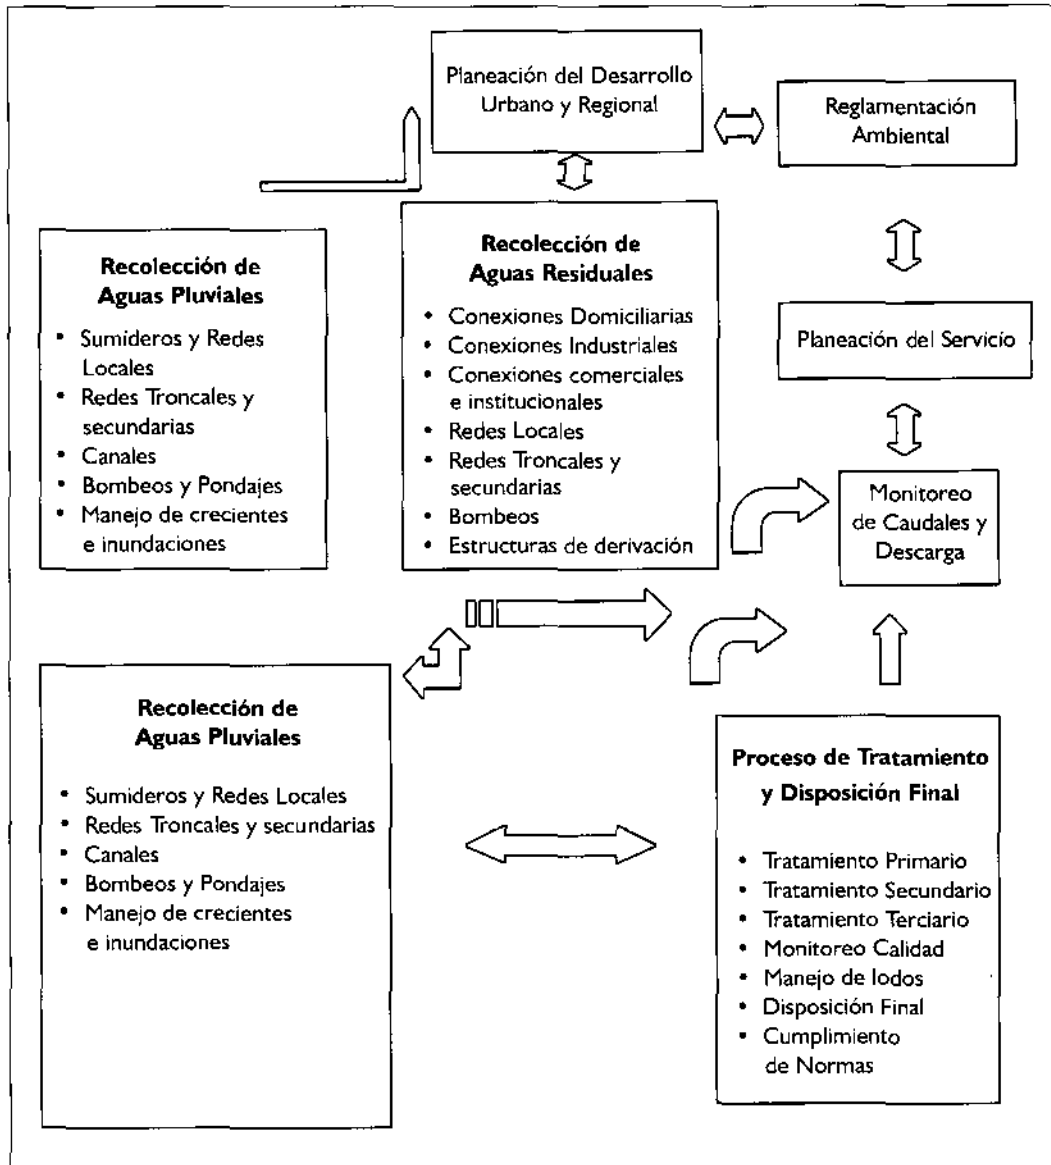 Planeación del Desarrollo
Urbano y Regional
Reglamentación
Ambiental
Recolección de
Aguas Pluviales
• Sumideros y Redes
Locales
• Redes Troncales y
secundarias
• Canales
• Bombeos y Pondajes
• Manejo de crecientes
e inundaciones
Recolección de
Aguas Residuales
• Conexiones Domiciliarias
• Conexiones Industriales
• Conexiones comerciales
e institucionales
• Redes Locales
• Redes Troncales y
secundarias
• Bombeos
• Estructuras de derivación
Planeación del Servicio
Monitoreo
de Caudales y
Descarga
Recolección de
Aguas Pluviales
• Sumideros y Redes Locales
• Redes Troncales y secundarias
• Canales
• Bombeos y Pondajes
• Manejo de crecientes
e inundaciones
Proceso de Tratamiento
y Disposición Final
• Tratamiento Primario
• Tratamiento Secundario
• Tratamiento Terciario
• Monitoreo Calidad
• Manejo de lodos
• Disposición Final
• Cumplimiento
de Normas